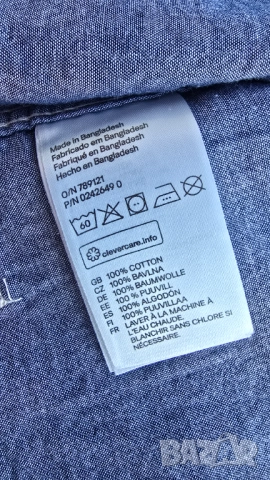 Made in Bangladesh
Fabricado em Bangladesh
Fabriqué en Bangladesh
Hecho en Bangladesh
O/N 789121
P/N 0242649 0
60
clevercare.info
GB 100% COTTON
CZ 100% BAVLNA
DE 100% BAUMWOLLE
EE 100 % PUUVILL
ES 100% ALGODÓN
FI 100% PUUVILLAA
FR LAVER À LA MACHINE À
L'EAU CHAUDE.
BLANCHIR SANS CHLORE SI
NÉCESSAIRE.
BAZAR